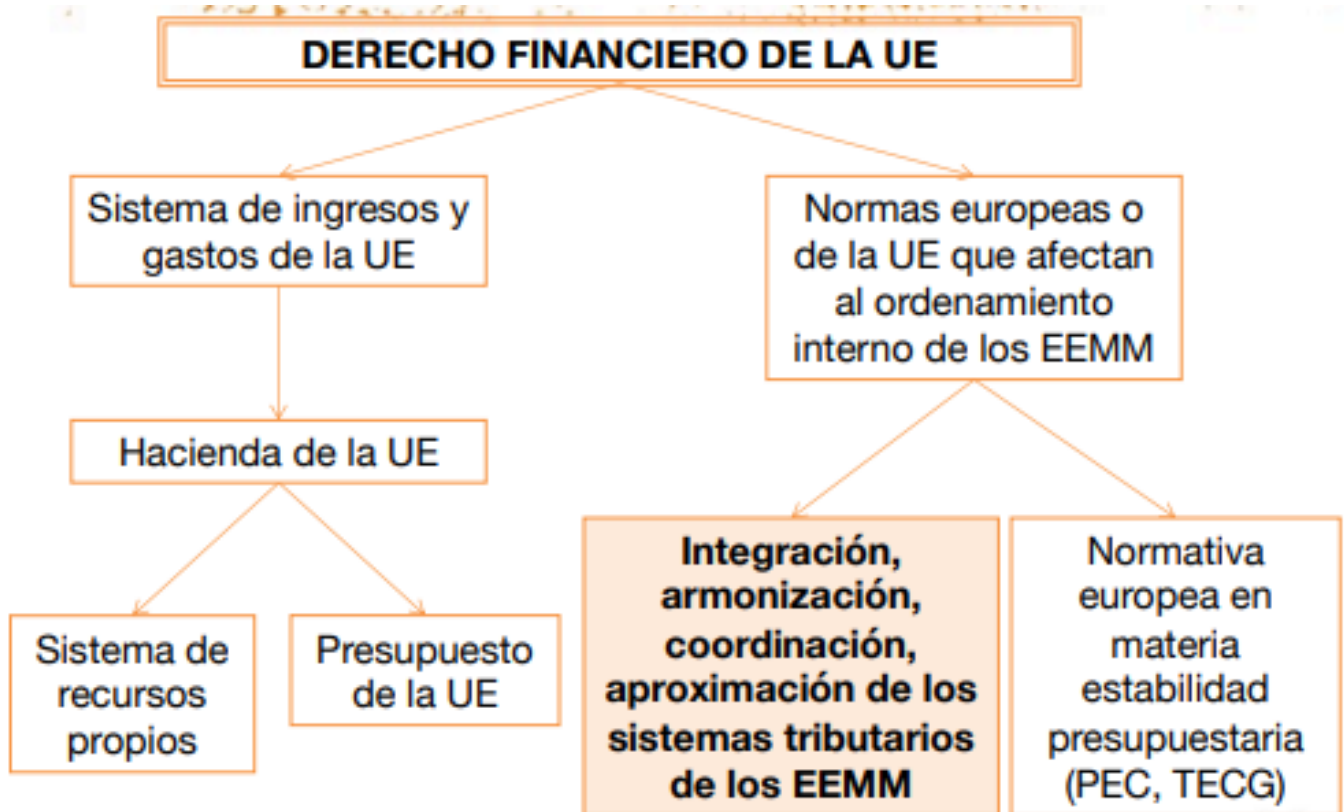 DERECHO FINANCIERO DE LA UE
Sistema de ingresos y
gastos de la UE
Normas europeas o
de la UE que afectan
al ordenamiento
interno de los EEMM
Hacienda de la UE
Sistema de
recursos
propios
Presupuesto
de la UE
Integración,
armonización,
coordinación,
aproximación de los
sistemas tributarios
de los EEMM
Normativa
europea en
materia
estabilidad
presupuestaria
(PEC, TECG)